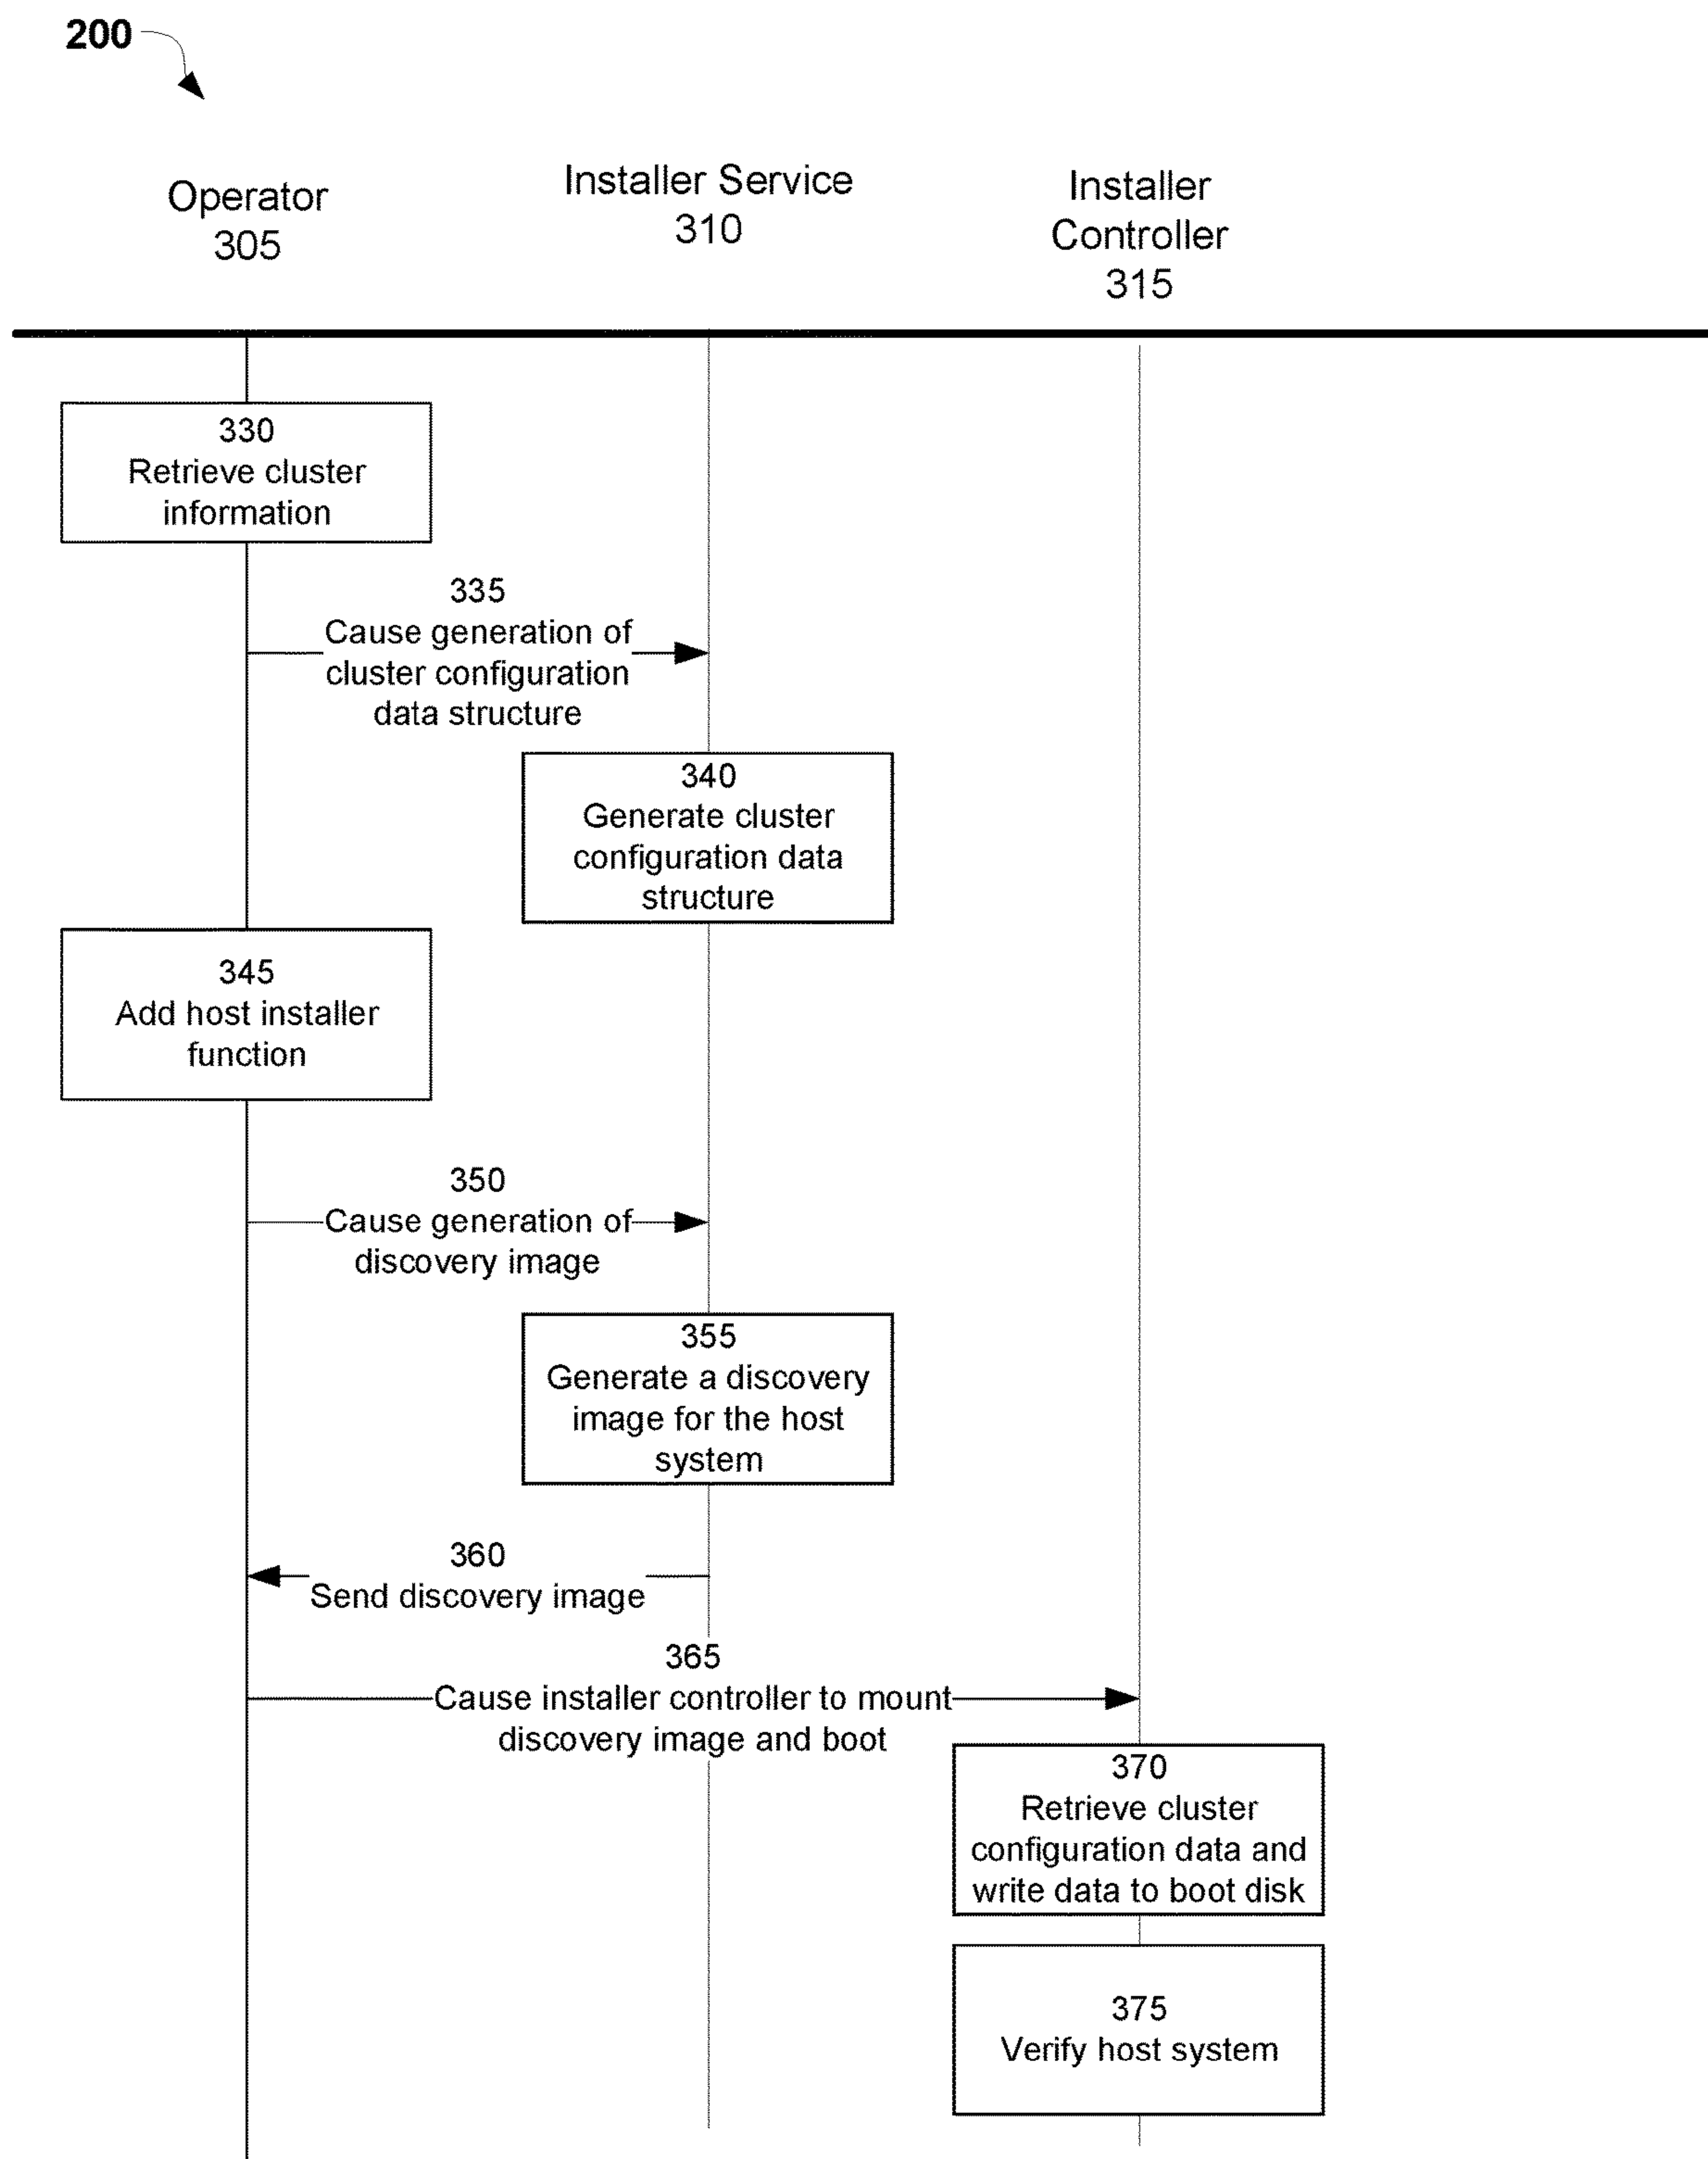 200
Operator
305
Installer Service
310
Installer
Controller
315
330
Retrieve cluster
information
335
Cause generation of
cluster configuration
data structure
340
Generate cluster
configuration data
structure
345
Add host installer
function
350
Cause generation of
discovery image
355
Generate a discovery
image for the host
system
360
Send discovery image
365
Cause installer controller to mount
discovery image and boot
370
Retrieve cluster
configuration data and
write data to boot disk
375
Verify host system